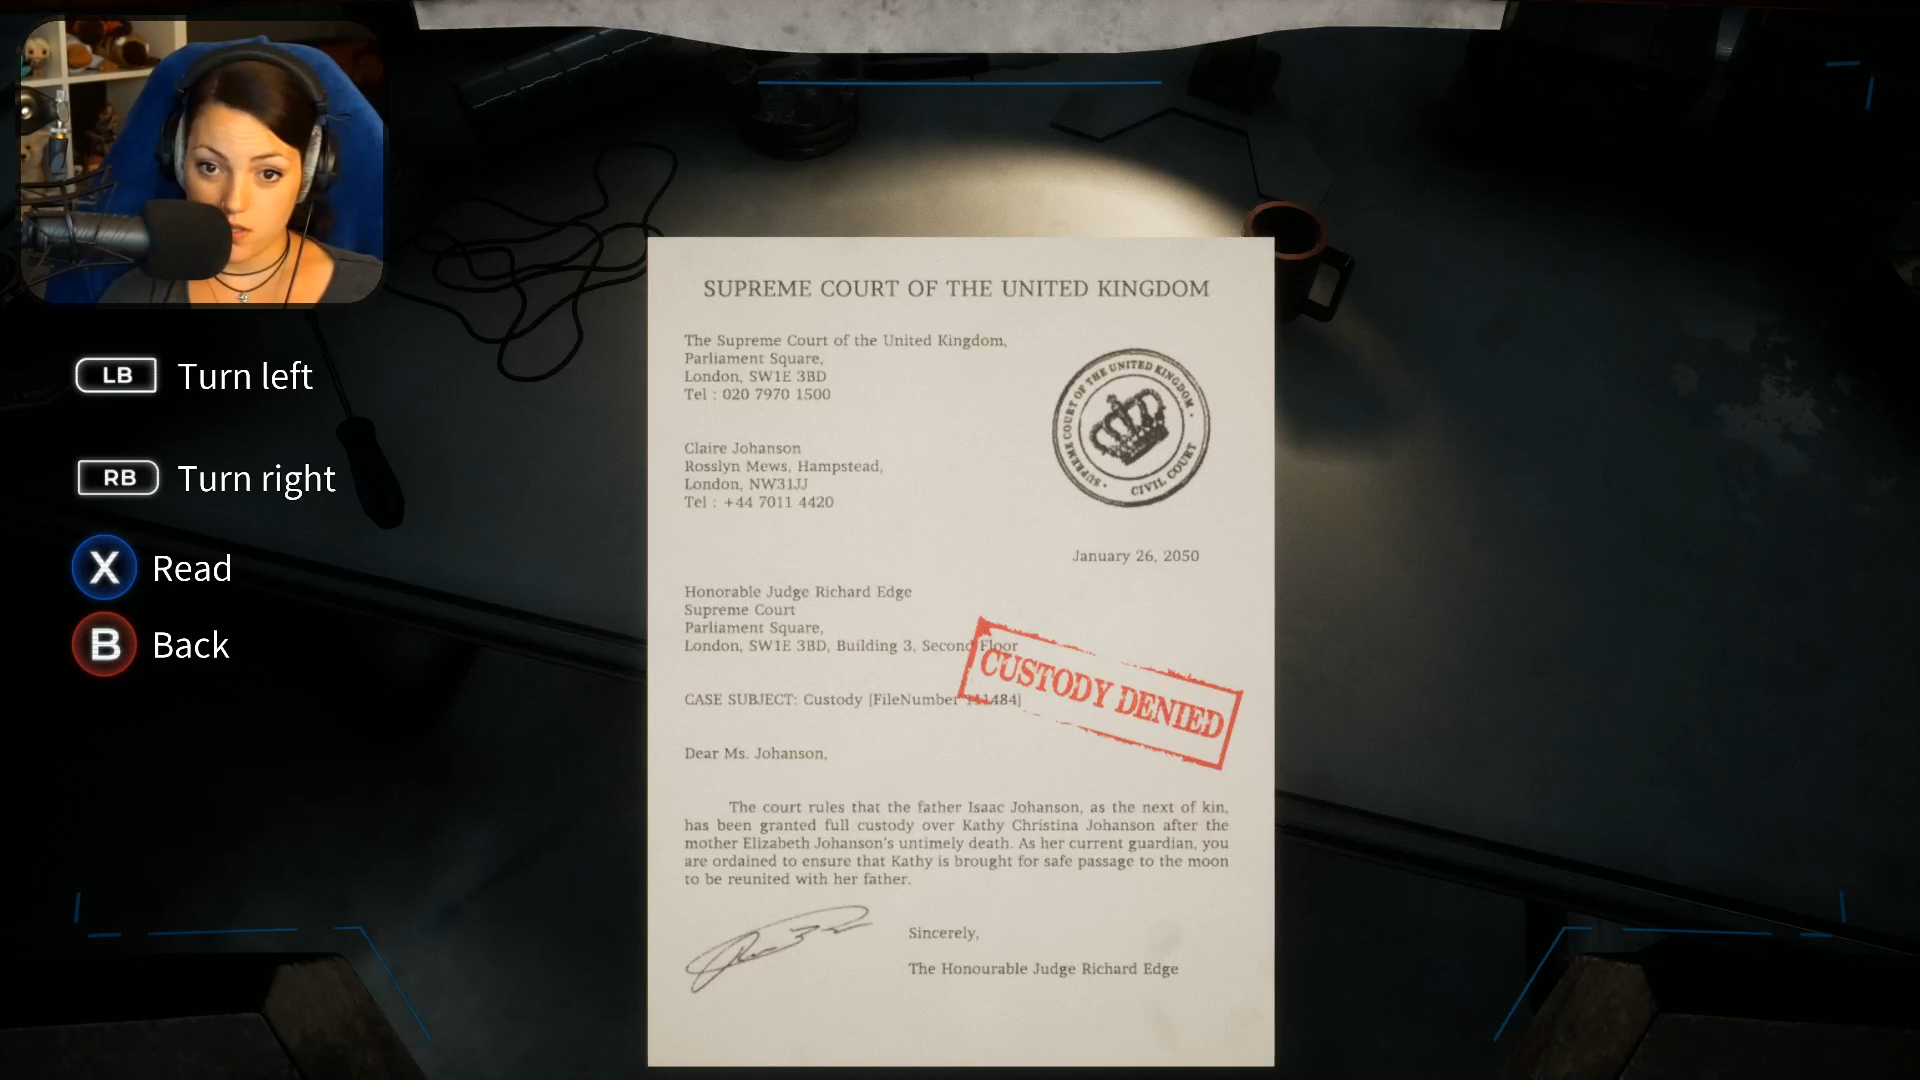 LB Turn left
RB Turn right
X Read
B Back
SUPREME COURT OF THE UNITED KINGDOM
The Supreme Court of the United Kingdom,
Parliament Square,
London, SW1E 3BD
Tel : 020 7970 1500
SUPREME COURT OF THE UNITED KINGDOM
CIVIL COURT
Claire Johanson
Rosslyn Mews, Hampstead,
London, NW31JJ
Tel : +44 7011 4420
January 26, 2050
Honorable Judge Richard Edge
Supreme Court
Parliament Square,
London, SW1E 3BD, Building 3, Second Floor
CUSTODY DENIED
CASE SUBJECT: Custody [FileNumber
Dear Ms. Johanson,
The court rules that the father Isaac Johanson, as the next of kin,
has been granted full custody over Kathy Christina Johanson after the
mother Elizabeth Johanson's untimely death. As her current guardian, you
are ordained to ensure that Kathy is brought for safe passage to the moon
to be reunited with her father.
Sincerely,
The Honourable Judge Richard Edge